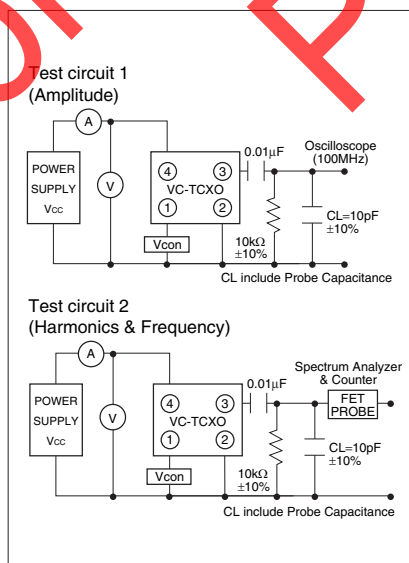 Test circuit 1
(Amplitude)
A
POWER
SUPPLY
Vcc
V
4
3
VC-TCXO
1
2
Vcon
0.01μF
10kΩ
±10%
Oscilloscope
(100MHz)
CL=10pF
±10%
CL include Probe Capacitance
Test circuit 2
(Harmonics & Frequency)
A
POWER
SUPPLY
Vcc
V
4
3
VC-TCXO
1
2
Vcon
0.01μF
10kΩ
±10%
Spectrum Analyzer
& Counter
FET
PROBE
CL=10pF
±10%
CL include Probe Capacitance